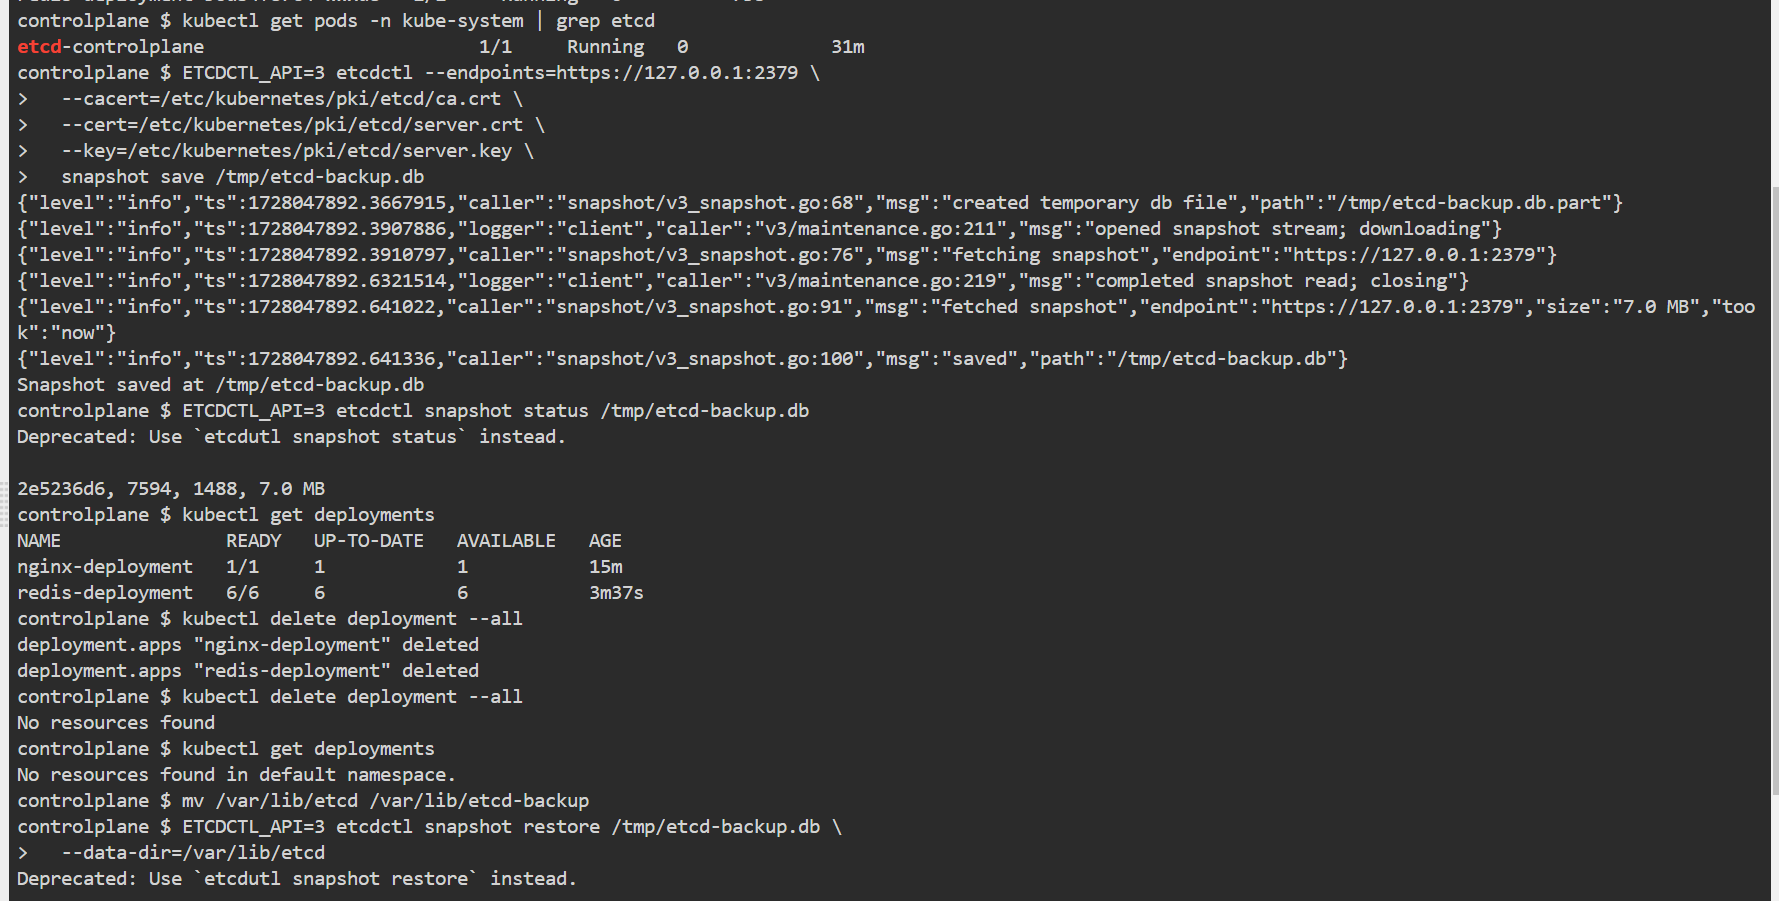 controlplane $ kubectl get pods -n kube-system | grep etcd
etcd-controlplane                         1/1     Running   0             31m
controlplane $ ETCDCTL_API=3 etcdctl --endpoints=https://127.0.0.1:2379 \
>   --cacert=/etc/kubernetes/pki/etcd/ca.crt \
>   --cert=/etc/kubernetes/pki/etcd/server.crt \
>   --key=/etc/kubernetes/pki/etcd/server.key \
>   snapshot save /tmp/etcd-backup.db
{"level":"info","ts":1728047892.3667915,"caller":"snapshot/v3_snapshot.go:68","msg":"created temporary db file","path":"/tmp/etcd-backup.db.part"}
{"level":"info","ts":1728047892.3907886,"logger":"client","caller":"v3/maintenance.go:211","msg":"opened snapshot stream; downloading"}
{"level":"info","ts":1728047892.3910797,"caller":"snapshot/v3_snapshot.go:76","msg":"fetching snapshot","endpoint":"https://127.0.0.1:2379"}
{"level":"info","ts":1728047892.6321514,"logger":"client","caller":"v3/maintenance.go:219","msg":"completed snapshot read; closing"}
{"level":"info","ts":1728047892.641022,"caller":"snapshot/v3_snapshot.go:91","msg":"fetched snapshot","endpoint":"https://127.0.0.1:2379","size":"7.0 MB","too
k":"now"}
{"level":"info","ts":1728047892.641336,"caller":"snapshot/v3_snapshot.go:100","msg":"saved","path":"/tmp/etcd-backup.db"}
Snapshot saved at /tmp/etcd-backup.db
controlplane $ ETCDCTL_API=3 etcdctl snapshot status /tmp/etcd-backup.db
Deprecated: Use `etcdutl snapshot status` instead.

2e5236d6, 7594, 1488, 7.0 MB
controlplane $ kubectl get deployments
NAME               READY   UP-TO-DATE   AVAILABLE   AGE
nginx-deployment   1/1     1            1           15m
redis-deployment   6/6     6            6           3m37s
controlplane $ kubectl delete deployment --all
deployment.apps "nginx-deployment" deleted
deployment.apps "redis-deployment" deleted
controlplane $ kubectl delete deployment --all
No resources found
controlplane $ kubectl get deployments
No resources found in default namespace.
controlplane $ mv /var/lib/etcd /var/lib/etcd-backup
controlplane $ ETCDCTL_API=3 etcdctl snapshot restore /tmp/etcd-backup.db \
>   --data-dir=/var/lib/etcd
Deprecated: Use `etcdutl snapshot restore` instead.